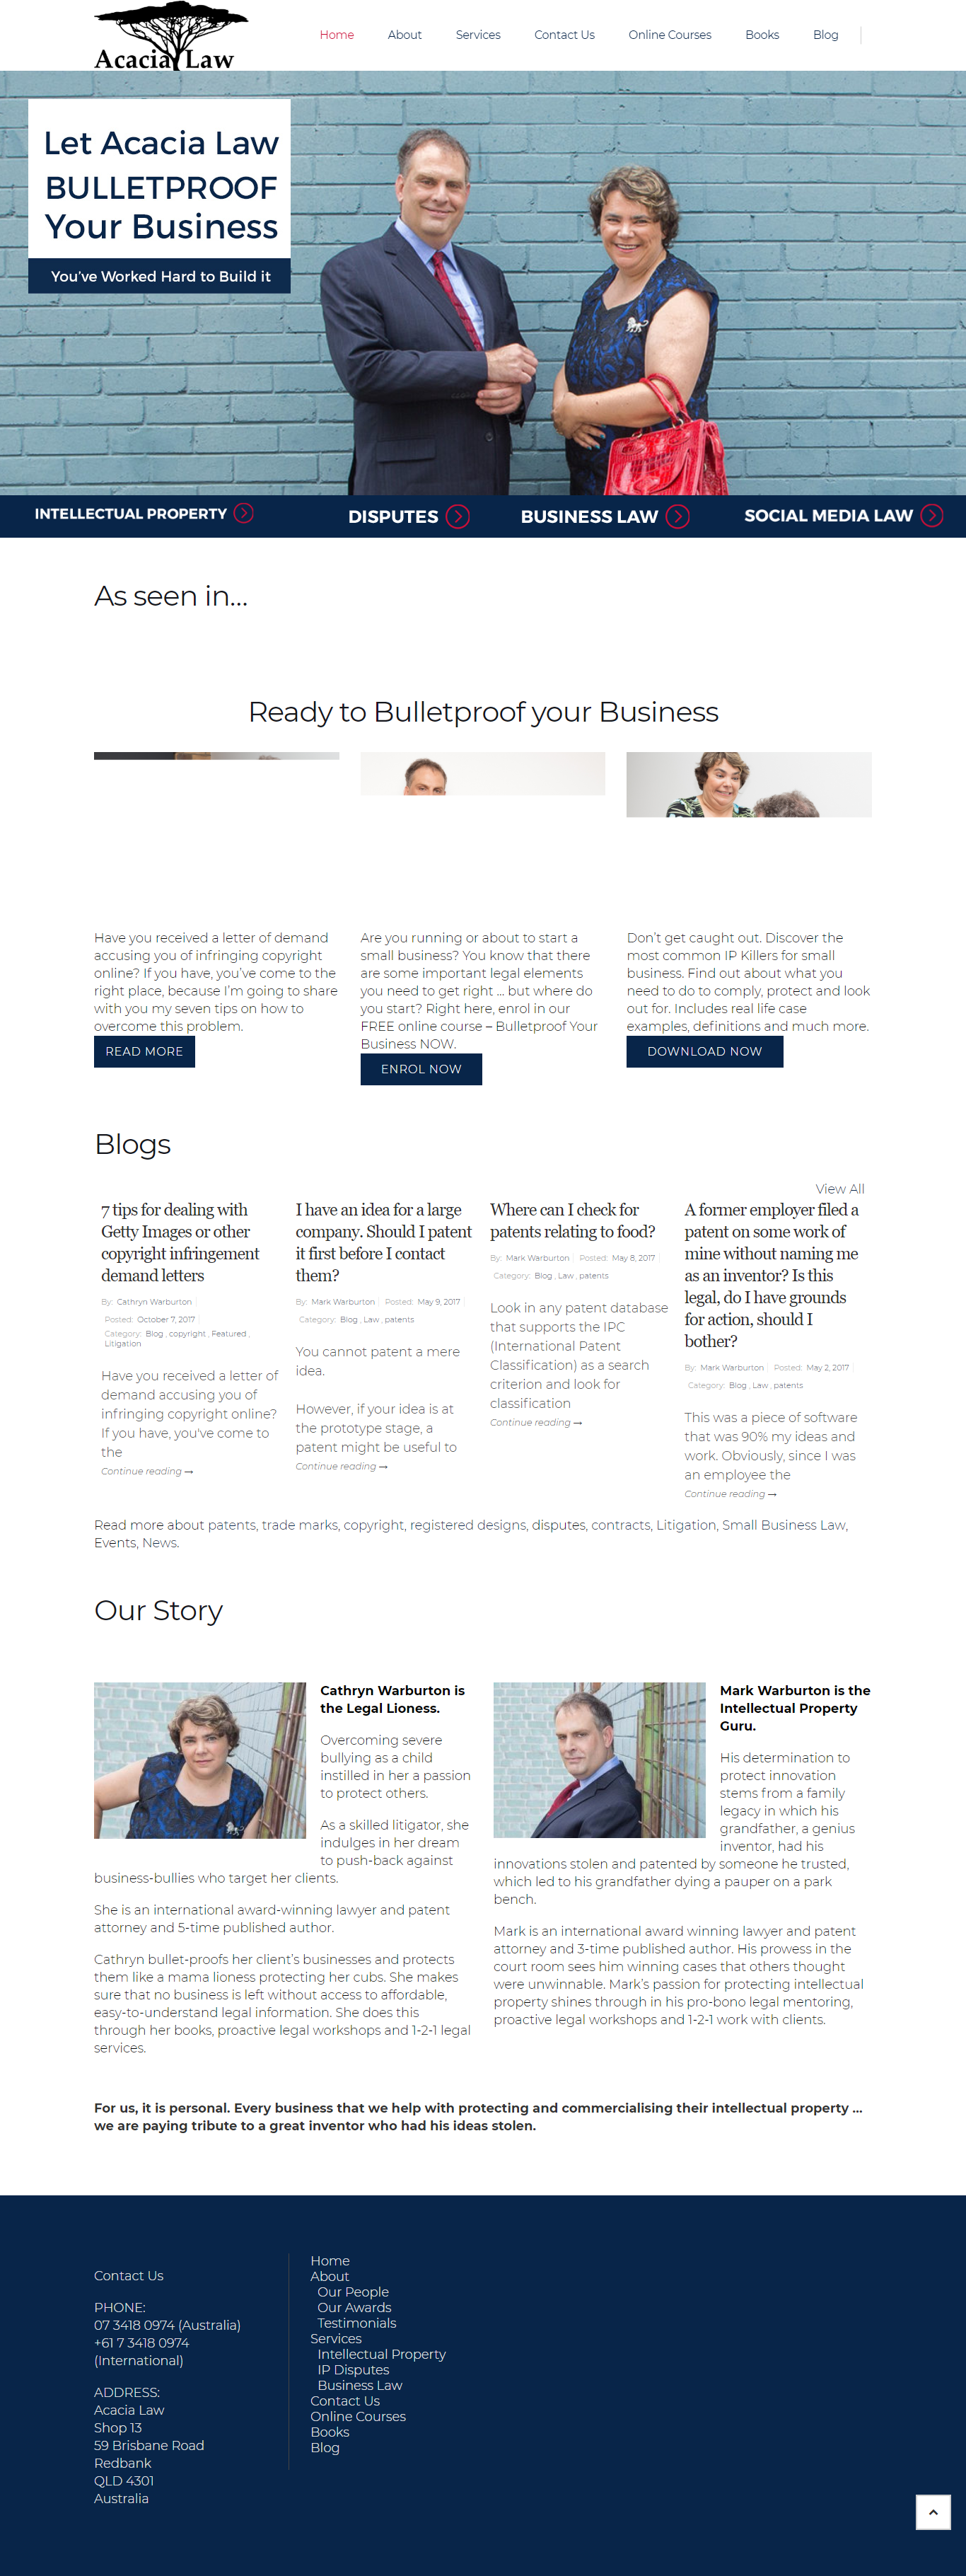 Acacia Law
Home About Services Contact Us Online Courses Books Blog
Let Acacia Law
BULLETPROOF
Your Business
You've Worked Hard to Build it
INTELLECTUAL PROPERTY
DISPUTES
BUSINESS LAW
SOCIAL MEDIA LAW
As seen in...
Ready to Bulletproof your Business
Have you received a letter of demand
accusing you of infringing copyright
online? If you have, you've come to the
right place, because I'm going to share
with you my seven tips on how to
overcome this problem.
READ MORE
Are you running or about to start a
small business? You know that there
are some important legal elements
you need to get right ... but where do
you start? Right here, enrol in our
FREE online course – Bulletproof Your
Business NOW.
ENROL NOW
Don't get caught out. Discover the
most common IP Killers for small
business. Find out about what you
need to do to comply, protect and look
out for. Includes real life case
examples, definitions and much more.
DOWNLOAD NOW
Blogs
View All
7 tips for dealing with
Getty Images or other
copyright infringement
demand letters
By: Cathryn Warburton
Posted: October 7, 2017
Category: Blog , copyright , Featured ,
Litigation
Have you received a letter of
demand accusing you of
infringing copyright online?
If you have, you've come to
the
Continue reading →
I have an idea for a large
company. Should I patent
it first before I contact
them?
By: Mark Warburton Posted: May 9, 2017
Category: Blog , Law , patents
You cannot patent a mere
idea.
However, if your idea is at
the prototype stage, a
patent might be useful to
Continue reading →
Where can I check for
patents relating to food?
By: Mark Warburton Posted: May 8, 2017
Category: Blog , Law , patents
Look in any patent database
that supports the IPC
(International Patent
Classification) as a search
criterion and look for
classification
Continue reading →
A former employer filed a
patent on some work of
mine without naming me
as an inventor? Is this
legal, do I have grounds
for action, should I
bother?
By: Mark Warburton Posted: May 2, 2017
Category: Blog , Law , patents
This was a piece of software
that was 90% my ideas and
work. Obviously, since I was
an employee the
Continue reading →
Read more about patents, trade marks, copyright, registered designs, disputes, contracts, Litigation, Small Business Law,
Events, News.
Our Story
Cathryn Warburton is
the Legal Lioness.
Overcoming severe
bullying as a child
instilled in her a passion
to protect others.
As a skilled litigator, she
indulges in her dream
to push-back against
business-bullies who target her clients.
She is an international award-winning lawyer and patent
attorney and 5-time published author.
Cathryn bullet-proofs her client's businesses and protects
them like a mama lioness protecting her cubs. She makes
sure that no business is left without access to affordable,
easy-to-understand legal information. She does this
through her books, proactive legal workshops and 1-2-1 legal
services.
Mark Warburton is the
Intellectual Property
Guru.
His determination to
protect innovation
stems from a family
legacy in which his
grandfather, a genius
inventor, had his
innovations stolen and patented by someone he trusted,
which led to his grandfather dying a pauper on a park
bench.
Mark is an international award winning lawyer and patent
attorney and 3-time published author. His prowess in the
court room sees him winning cases that others thought
were unwinnable. Mark's passion for protecting intellectual
property shines through in his pro-bono legal mentoring,
proactive legal workshops and 1-2-1 work with clients.
For us, it is personal. Every business that we help with protecting and commercialising their intellectual property ...
we are paying tribute to a great inventor who had his ideas stolen.
Contact Us
PHONE:
07 3418 0974 (Australia)
+61 7 3418 0974
(International)
ADDRESS:
Acacia Law
Shop 13
59 Brisbane Road
Redbank
QLD 4301
Australia
Home
About
Our People
Our Awards
Testimonials
Services
Intellectual Property
IP Disputes
Business Law
Contact Us
Online Courses
Books
Blog